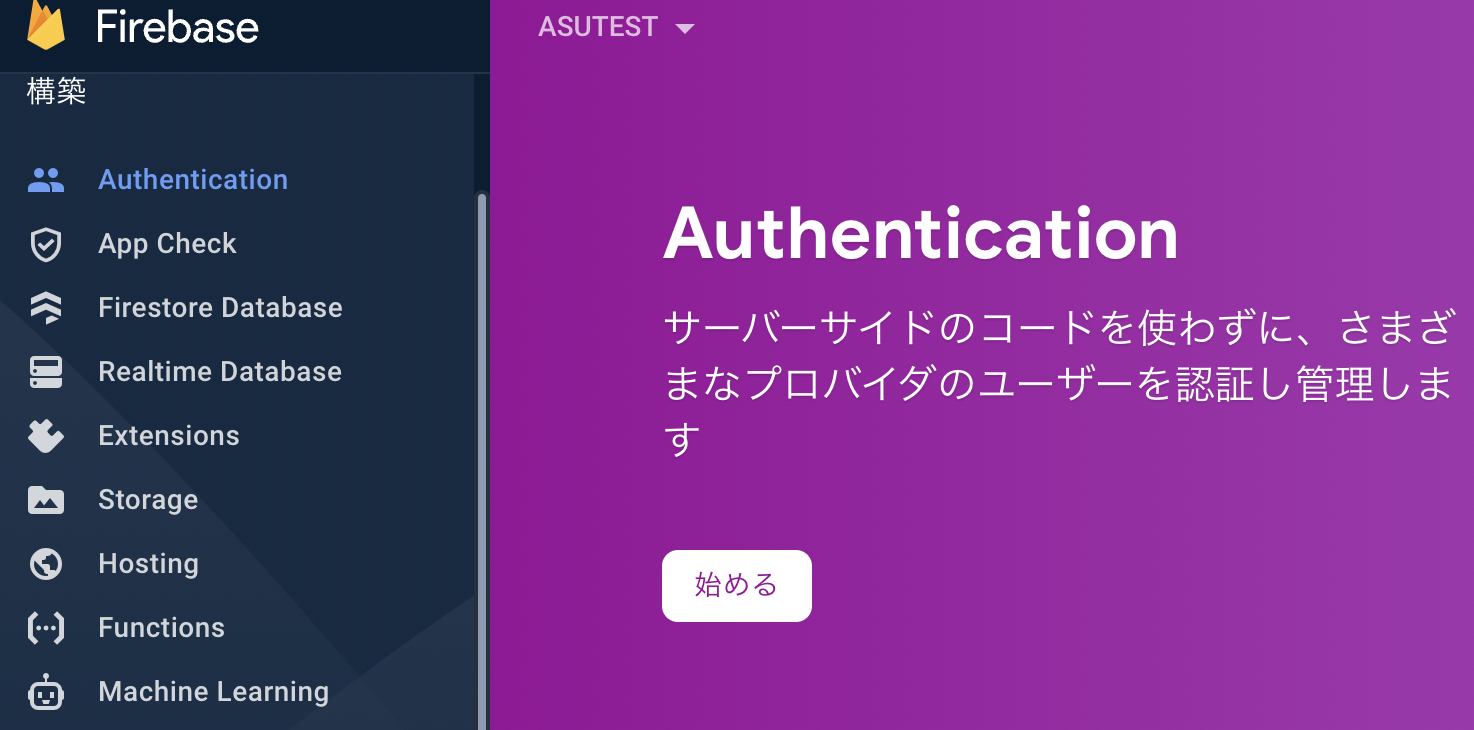 Firebase
構築
Authentication
App Check
Firestore Database
Realtime Database
Extensions
Storage
Hosting
Functions
Machine Learning
ASUTEST
Authentication
サーバーサイドのコードを使わずに、さまざ
まなプロバイダのユーザーを認証し管理しま
す
始める